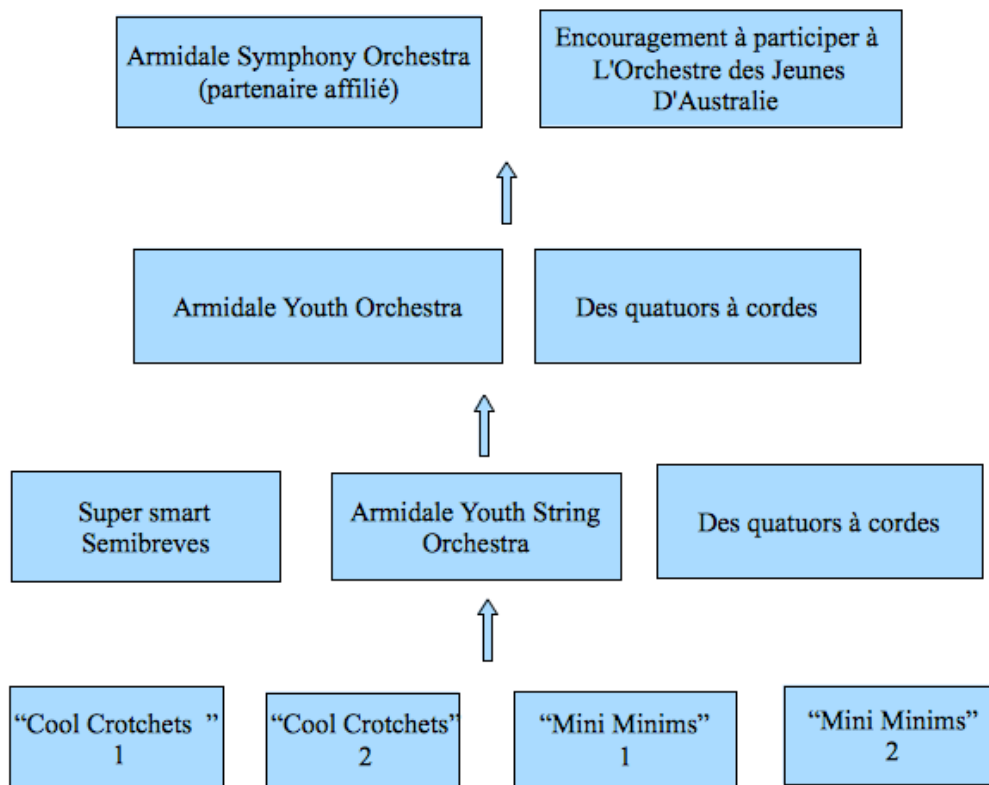 Armidale Symphony Orchestra
(partenaire affilié)
Encouragement à participer à
L'Orchestre des Jeunes
D'Australie
Armidale Youth Orchestra
Des quatuors à cordes
Super smart
Semibreves
Armidale Youth String
Orchestra
Des quatuors à cordes
“Cool Crotchets ”
1
“Cool Crotchets”
2
“Mini Minims”
1
“Mini Minims”
2